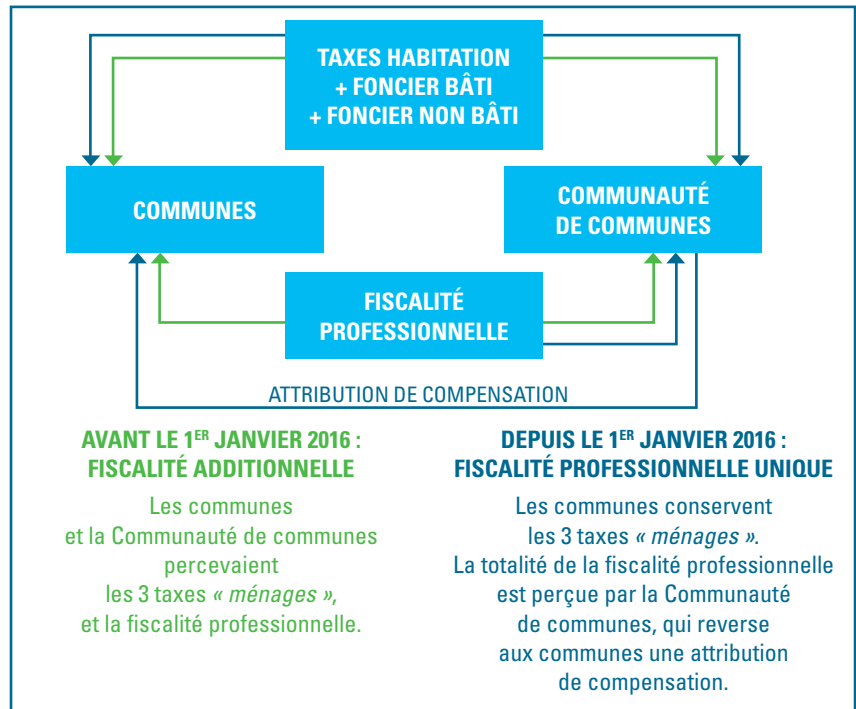 TAXES HABITATION
+ FONCIER BÂTI
+ FONCIER NON BÂTI
COMMUNES
COMMUNAUTÉ
DE COMMUNES
FISCALITÉ
PROFESSIONNELLE
ATTRIBUTION DE COMPENSATION
AVANT LE 1ER JANVIER 2016 :
FISCALITÉ ADDITIONNELLE
Les communes
et la Communauté de communes
percevaient
les 3 taxes « ménages »,
et la fiscalité professionnelle.
DEPUIS LE 1ER JANVIER 2016 :
FISCALITÉ PROFESSIONNELLE UNIQUE
Les communes conservent
les 3 taxes « ménages ».
La totalité de la fiscalité professionnelle
est perçue par la Communauté
de communes, qui reverse
aux communes une attribution
de compensation.